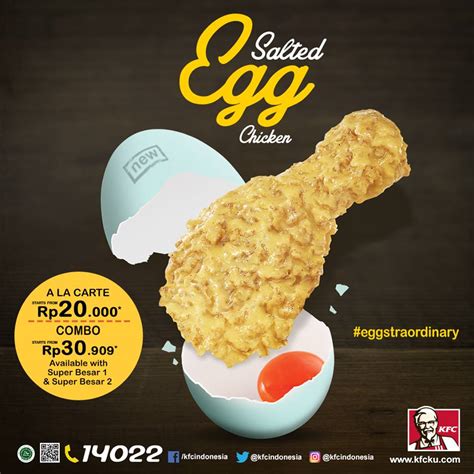 Salted
Egg
Chicken
new
A LA CARTE
STARTS FROM
Rp20.000*
COMBO
STARTS FROM
Rp30.909*
Available with
Super Besar 1
& Super Besar 2
#eggstraordinary
KFC
14022
/kfcindonesia
@kfcindonesia
@kfcindonesia
www.kfcku.com